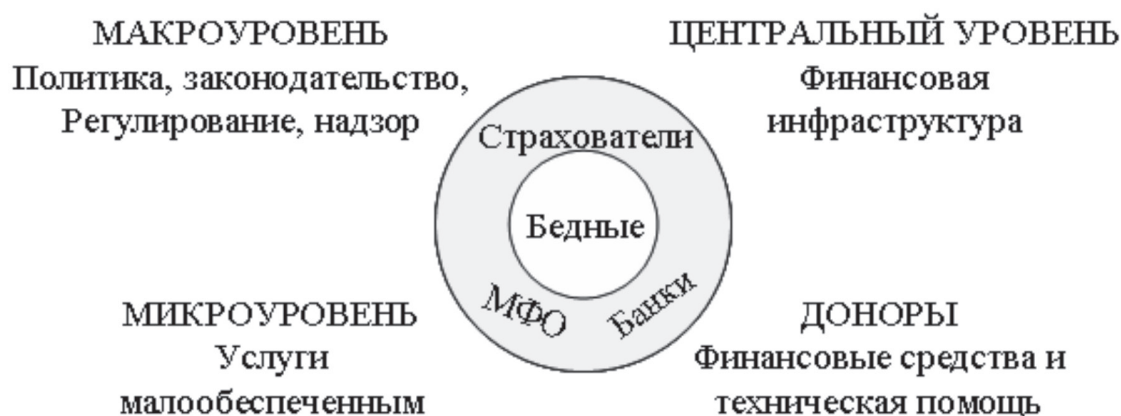 МАКРОУРОВЕНЬ
Политика, законодательство,
Регулирование, надзор
ЦЕНТРАЛЬНЫЙ УРОВЕНЬ
Финансовая
инфраструктура
Страхователи
Бедные
МФО
Банки
МИКРОУРОВЕНЬ
Услуги
малообеспеченным
ДОНОРЫ
Финансовые средства и
техническая помощь